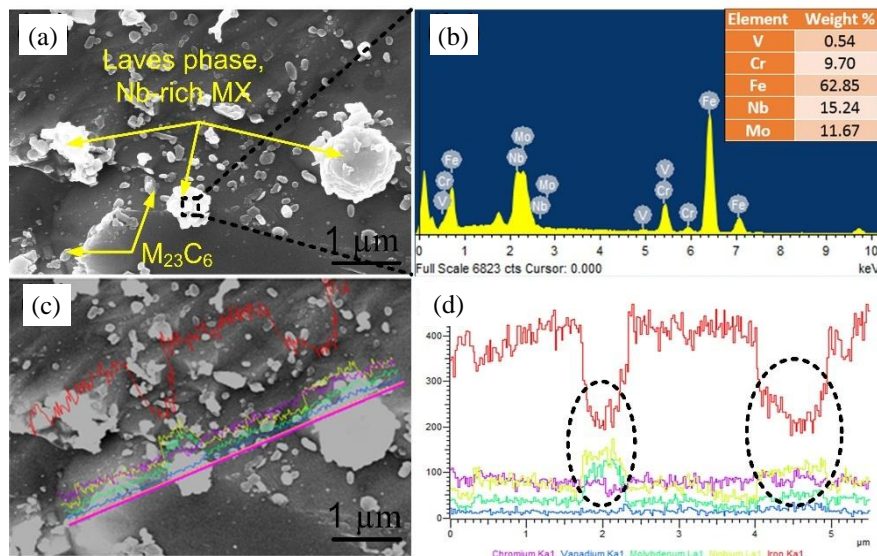 (a)
Laves phase,
Nb-rich MX
M23C6
1 μm
(b)
Element Weight %
V 0.54
Cr 9.70
Fe 62.85
Nb 15.24
Mo 11.67
Fe
Mo
Nb
Fe
Cr
V
Mo
Nb
V
Cr
V
Cr
Fe
0 1 2 3 4 5 6 7 8 9 10
Full Scale 6823 cts Cursor: 0.000 keV
(c)
1 μm
(d)
400
300
200
100
0
0 1 2 3 4 5
μm
Chromium Ka1 Vanadium Ka1 Molybdenum La1 Niobium La1 Iron Ka1